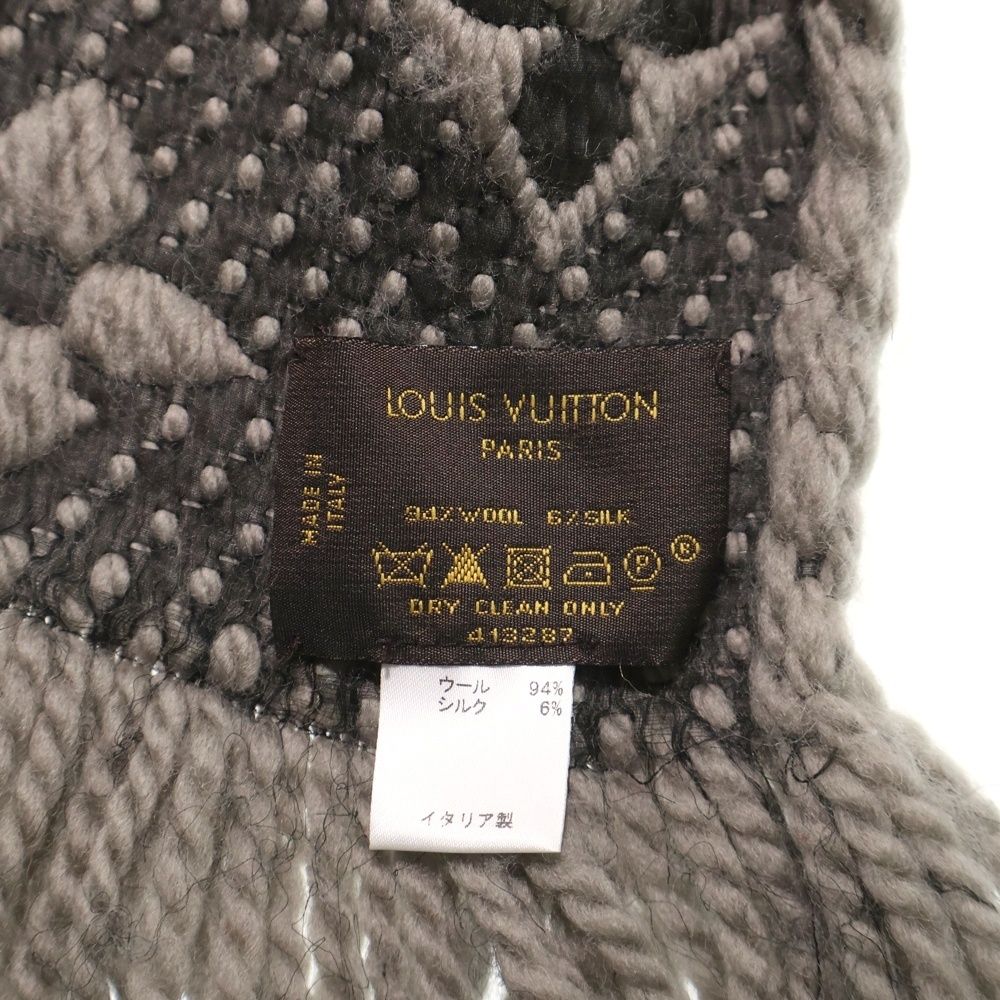 LOUIS VUITTON
PARIS
MADE IN
ITALY
94% WOOL 6% SILK
P ®
DRY CLEAN ONLY
413287
ウール 94%
シルク 6%
イタリア製